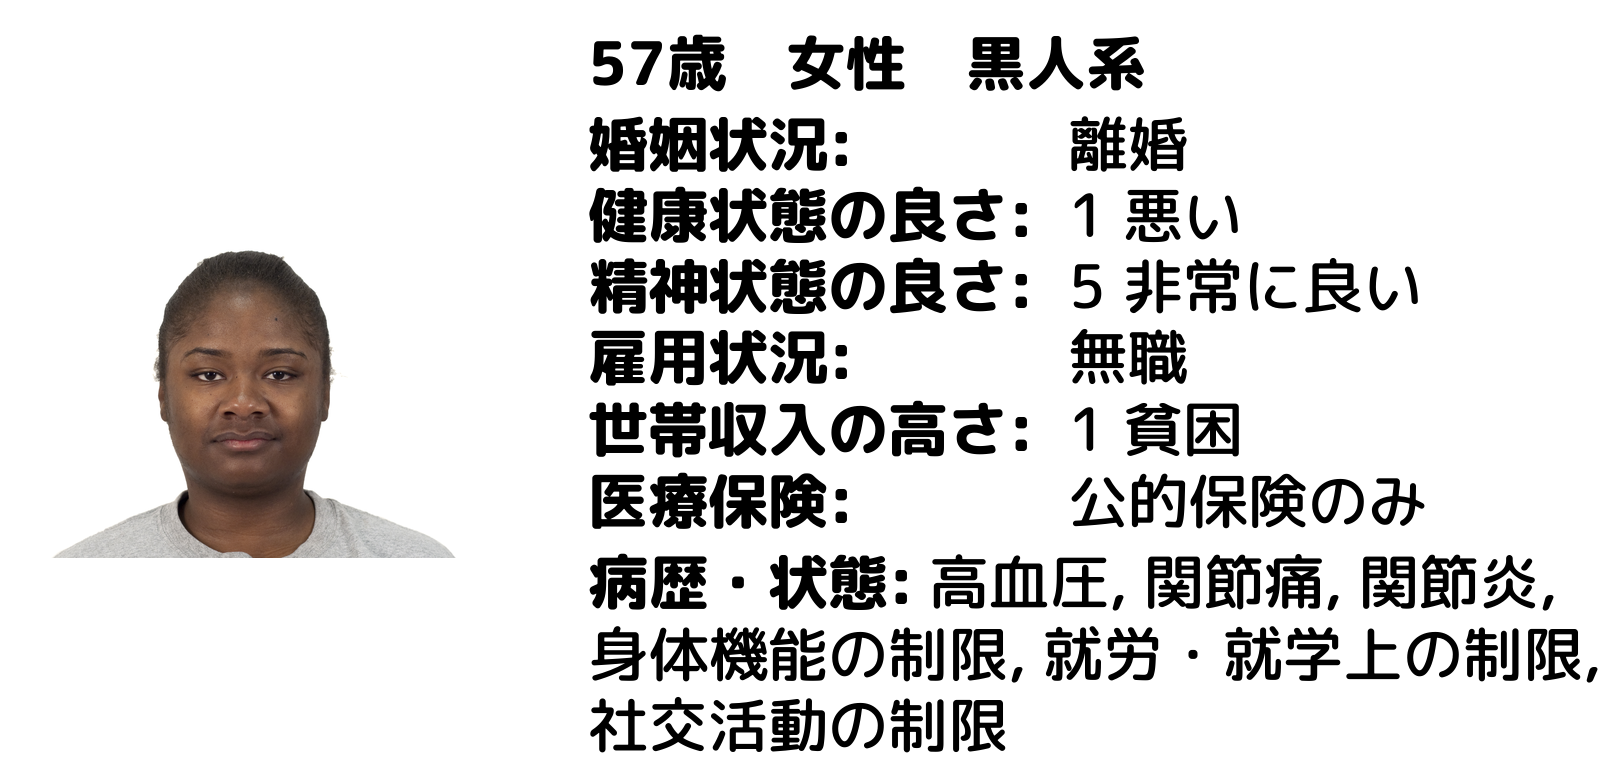 57歳　女性　黒人系
婚姻状況: 離婚
健康状態の良さ: 1 悪い
精神状態の良さ: 5 非常に良い
雇用状況: 無職
世帯収入の高さ: 1 貧困
医療保険: 公的保険のみ
病歴・状態: 高血圧, 関節痛, 関節炎,
身体機能の制限, 就労・就学上の制限,
社交活動の制限